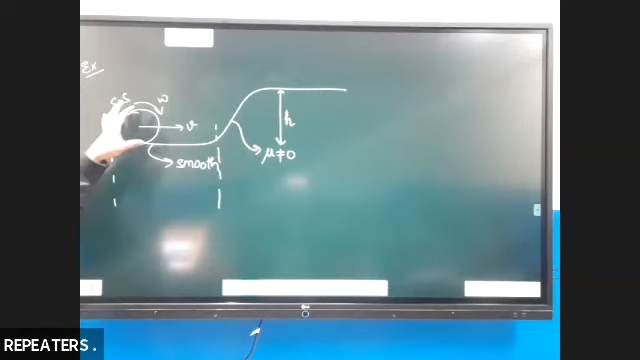 Ex
S.S
ω
v
smooth
h
μ≠0
REPEATERS.